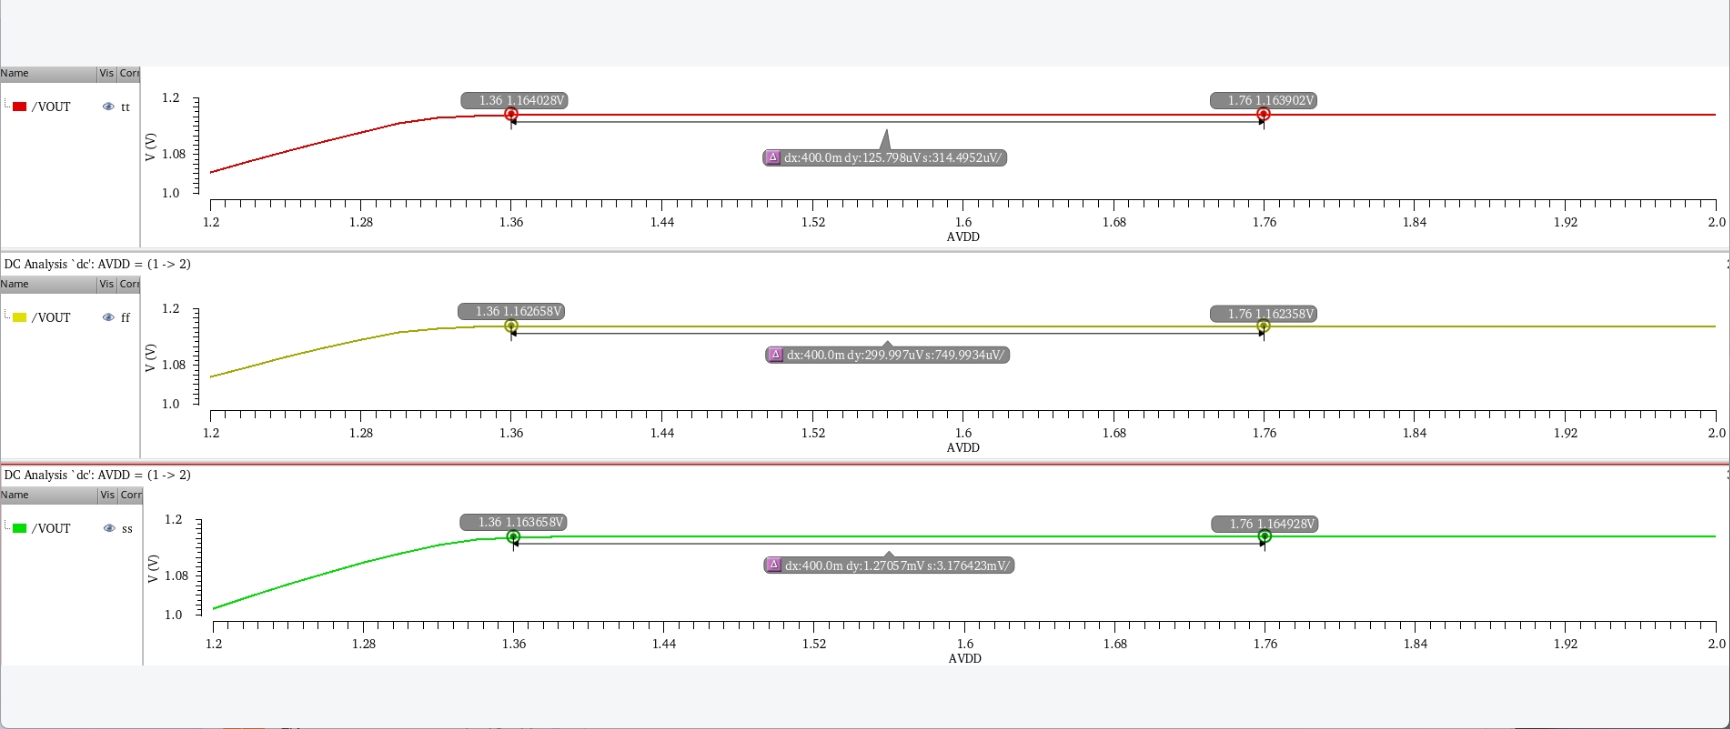 Name Vis Corr
/VOUT tt
1.2
1.08
1.0
V (V)
1.36 1.164028V
1.76 1.163902V
Δ dx:400.0m dy:125.798uV s:314.4952uV/
1.2 1.28 1.36 1.44 1.52 1.6 1.68 1.76 1.84 1.92 2.0
AVDD
DC Analysis `dc': AVDD = (1 -> 2)
Name Vis Corr
/VOUT ff
1.2
1.08
1.0
V (V)
1.36 1.162658V
1.76 1.162358V
Δ dx:400.0m dy:299.997uV s:749.9934uV/
1.2 1.28 1.36 1.44 1.52 1.6 1.68 1.76 1.84 1.92 2.0
AVDD
DC Analysis `dc': AVDD = (1 -> 2)
Name Vis Corr
/VOUT ss
1.2
1.08
1.0
V (V)
1.36 1.163658V
1.76 1.164928V
Δ dx:400.0m dy:1.27057mV s:3.176423mV/
1.2 1.28 1.36 1.44 1.52 1.6 1.68 1.76 1.84 1.92 2.0
AVDD